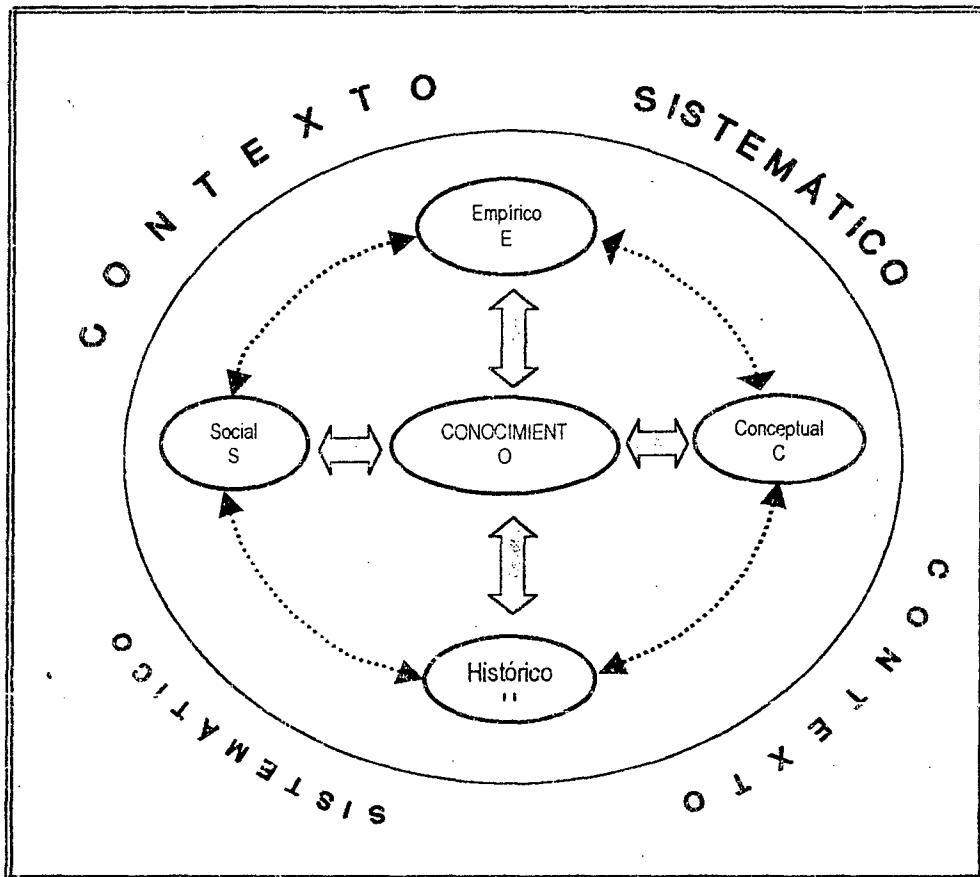 CONTEXTO SISTEMÁTICO
Empírico
E
Social
S
CONOCIMIENT
O
Conceptual
C
Histórico
CONTEXTO
SISTEMÁTICO